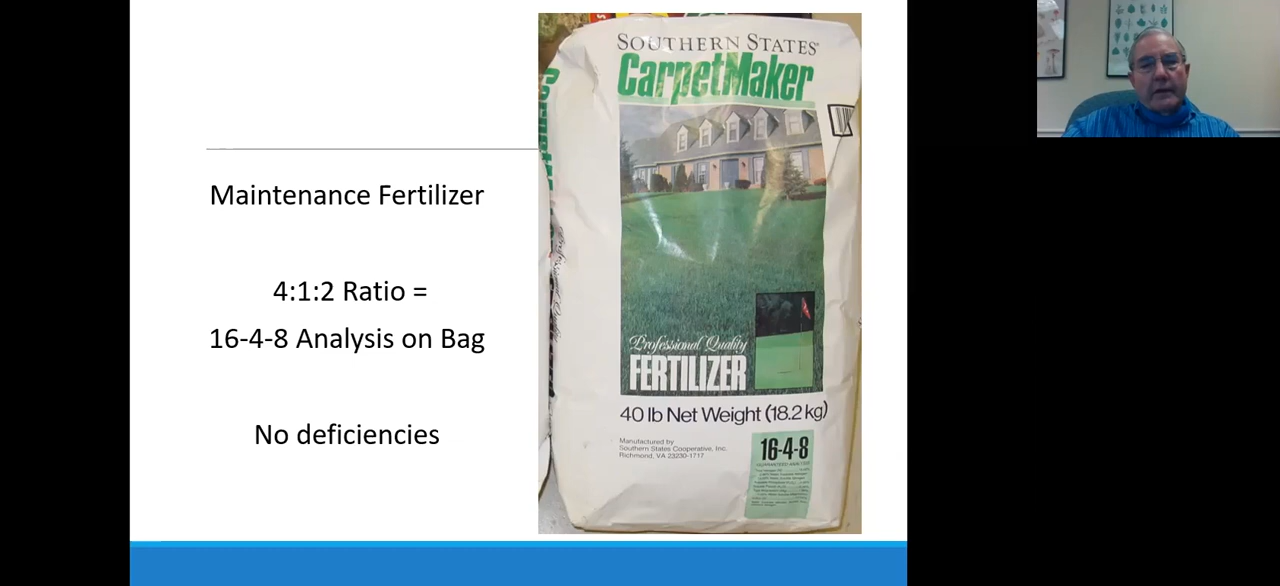 Maintenance Fertilizer
4:1:2 Ratio =
16-4-8 Analysis on Bag
No deficiencies
SOUTHERN STATES®
CarpetMaker
Professional Quality
FERTILIZER
40 lb Net Weight (18.2 kg)
Manufactured by
Southern States Cooperative, Inc.
Richmond, VA 23230-1717
16-4-8
GUARANTEED ANALYSIS